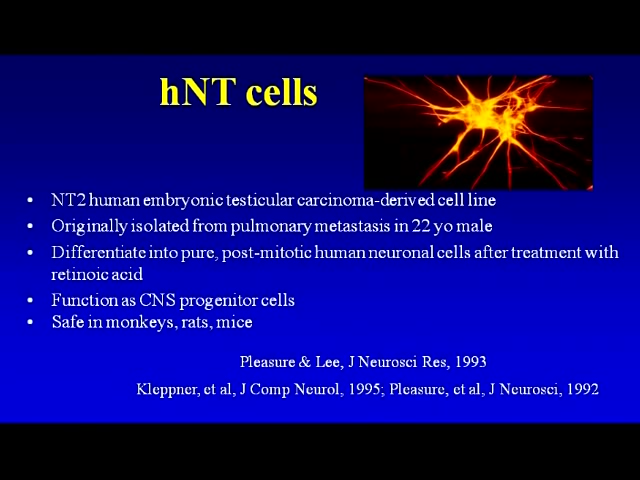 hNT cells
• NT2 human embryonic testicular carcinoma-derived cell line
• Originally isolated from pulmonary metastasis in 22 yo male
• Differentiate into pure, post-mitotic human neuronal cells after treatment with
retinoic acid
• Function as CNS progenitor cells
• Safe in monkeys, rats, mice
Pleasure & Lee, J Neurosci Res, 1993
Kleppner, et al, J Comp Neurol, 1995; Pleasure, et al, J Neurosci, 1992